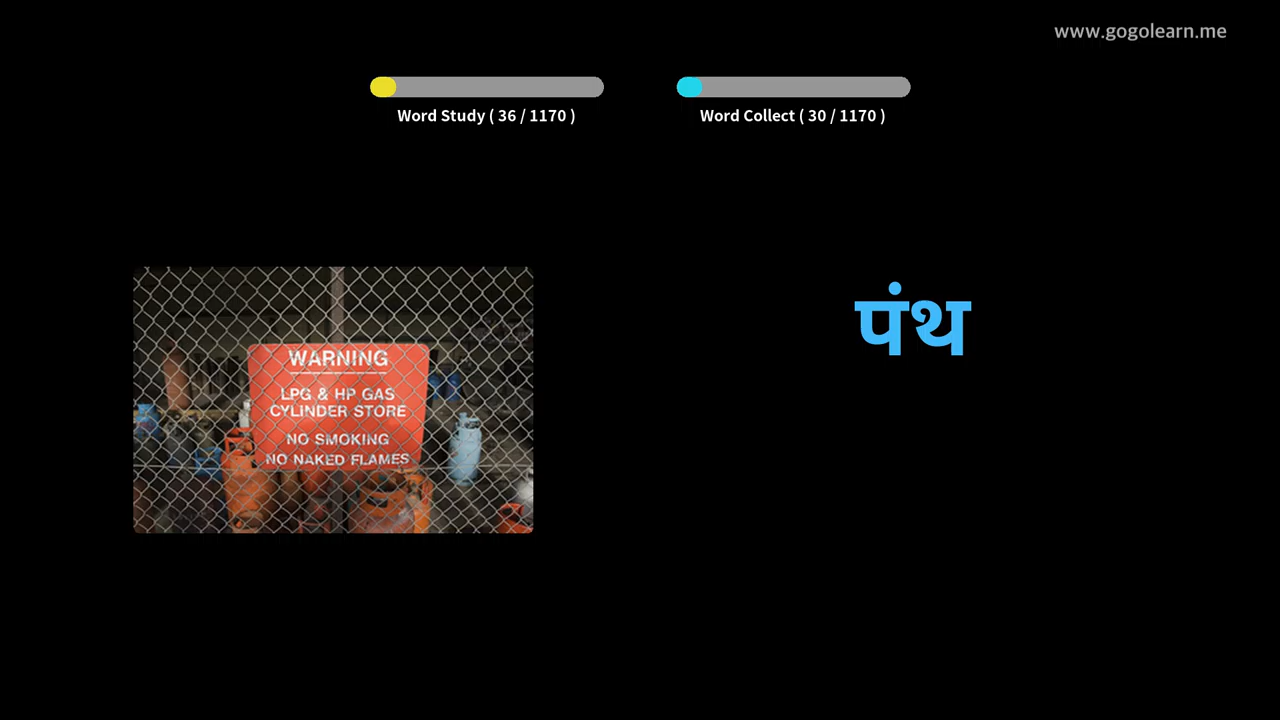 www.gogolearn.me
Word Study ( 36 / 1170 )
Word Collect ( 30 / 1170 )
पंथ
WARNING
LPG & HP GAS
CYLINDER STORE
NO SMOKING
NO NAKED FLAMES